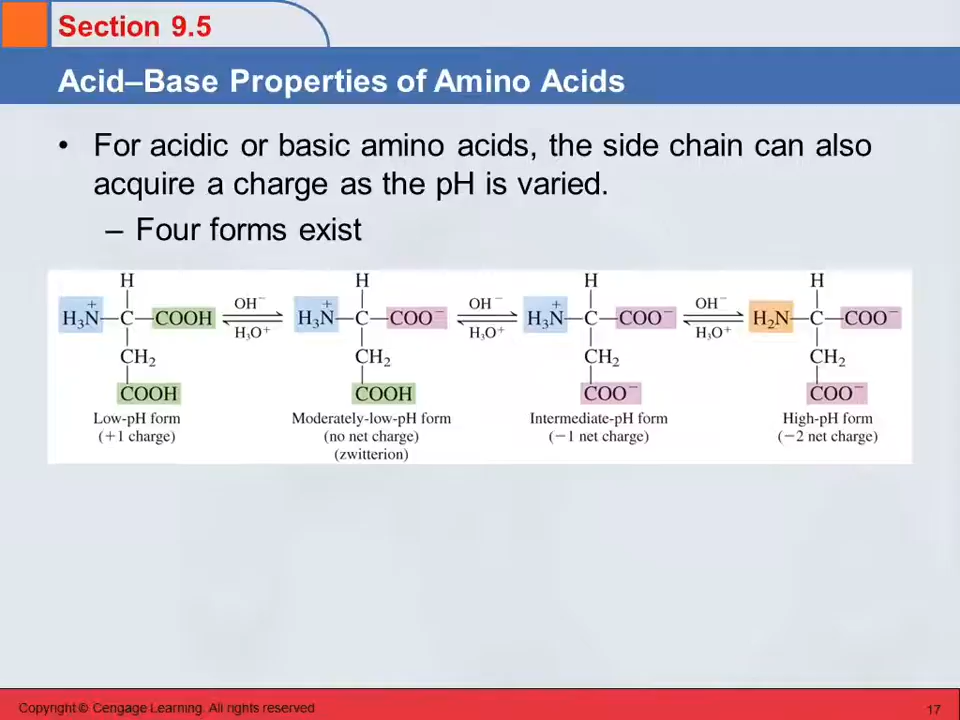 Section 9.5
Acid–Base Properties of Amino Acids
• For acidic or basic amino acids, the side chain can also
acquire a charge as the pH is varied.
– Four forms exist
H H H H
H₃N⁺—C—COOH OH⁻ H₃O⁺ H₃N⁺—C—COO⁻ OH⁻ H₃O⁺ H₃N⁺—C—COO⁻ OH⁻ H₃O⁺ H₂N—C—COO⁻
CH₂ CH₂ CH₂ CH₂
COOH COOH COO⁻ COO⁻
Low-pH form Moderately-low-pH form Intermediate-pH form High-pH form
(+1 charge) (no net charge) (−1 net charge) (−2 net charge)
(zwitterion)
Copyright © Cengage Learning. All rights reserved 17